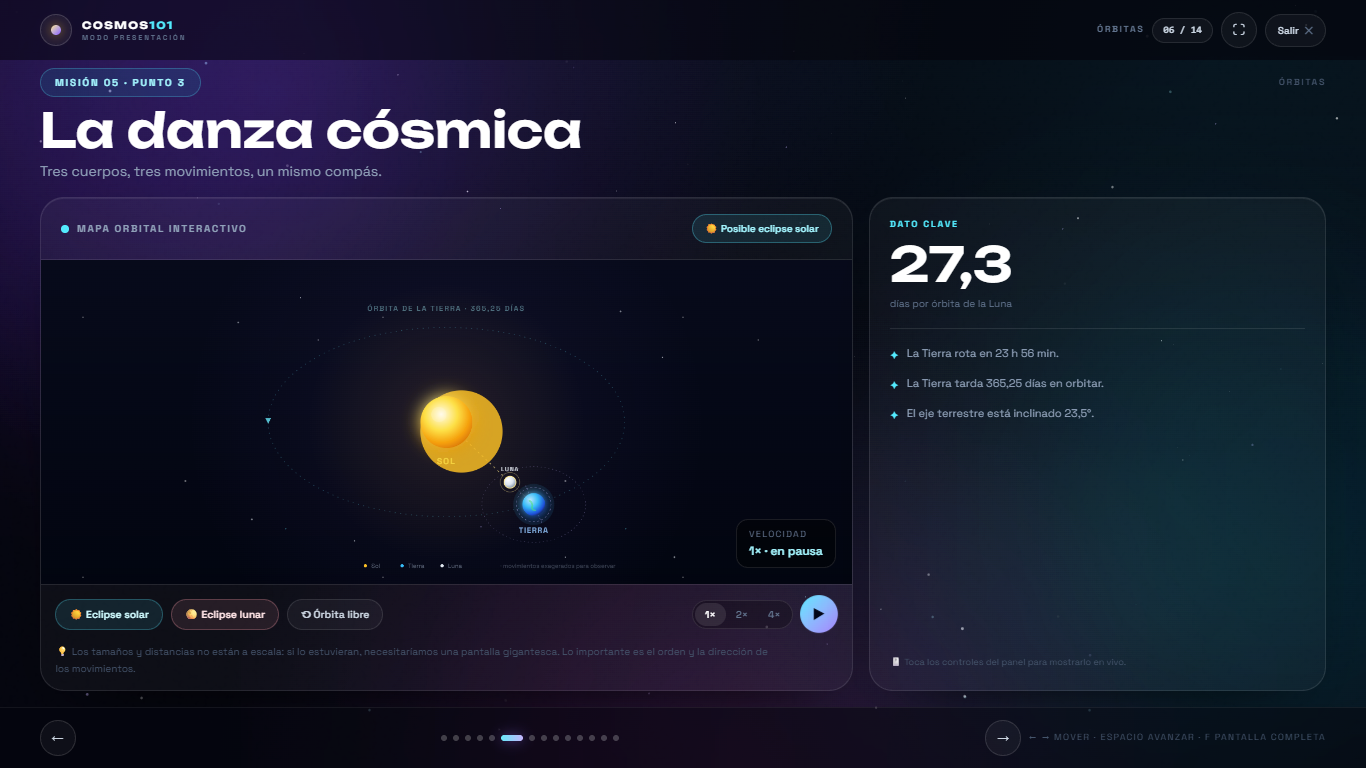 COSMOS101
MODO PRESENTACIÓN
ÓRBITAS
06 / 14
Salir
MISIÓN 05 · PUNTO 3
ÓRBITAS
La danza cósmica
Tres cuerpos, tres movimientos, un mismo compás.
MAPA ORBITAL INTERACTIVO
Posible eclipse solar
ÓRBITA DE LA TIERRA · 365,25 DÍAS
SOL
LUNA
TIERRA
VELOCIDAD
1× · en pausa
Sol
Tierra
Luna
movimientos exagerados para observar
Eclipse solar
Eclipse lunar
Órbita libre
1×
2×
4×
Los tamaños y distancias no están a escala: si lo estuvieran, necesitaríamos una pantalla gigantesca. Lo importante es el orden y la dirección de
los movimientos.
DATO CLAVE
27,3
días por órbita de la Luna
La Tierra rota en 23 h 56 min.
La Tierra tarda 365,25 días en orbitar.
El eje terrestre está inclinado 23,5°.
Toca los controles del panel para mostrarlo en vivo.
← → MOVER · ESPACIO AVANZAR · F PANTALLA COMPLETA